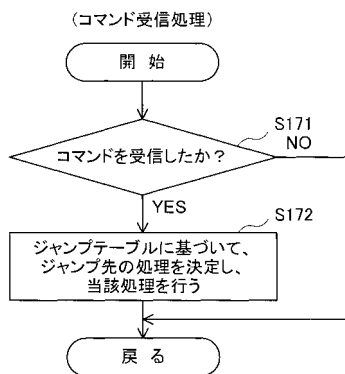 (コマンド受信処理)
開 始
S171
コマンドを受信したか?
NO
YES
S172
ジャンプテーブルに基づいて、
ジャンプ先の処理を決定し、
当該処理を行う
戻 る